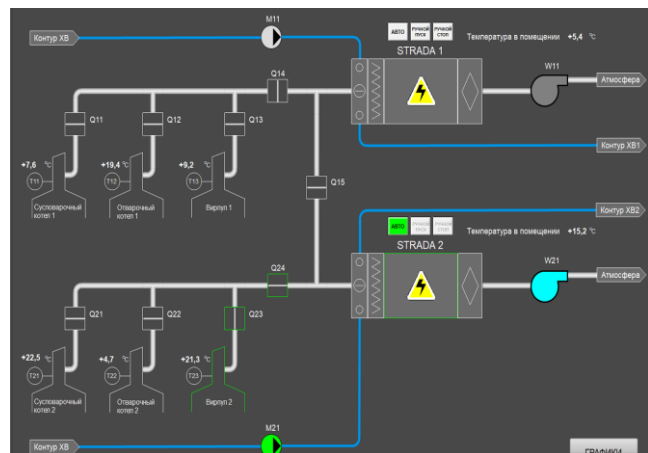 M11
АВТО
РУЧНОЙ ПУСК
РУЧНОЙ СТОП
Температура в помещении +5,4 °C
Контур ХВ
STRADA 1
W11
Q14
Атмосфера
Q11
Q12
Q13
Контур ХВ1
+7,6 °C
+19,4 °C
+9,2 °C
T11
T12
T13
Q15
Сусловарочный
котел 1
Отварочный
котел 1
Вирпул 1
Контур ХВ2
АВТО
РУЧНОЙ ПУСК
РУЧНОЙ СТОП
Температура в помещении +15,2 °C
STRADA 2
Q24
W21
Атмосфера
Q21
Q22
Q23
+22,5 °C
+4,7 °C
+21,3 °C
T21
T22
T23
Сусловарочный
котел 2
Отварочный
котел 2
Вирпул 2
M21
Контур ХВ
ГРАФИКИ